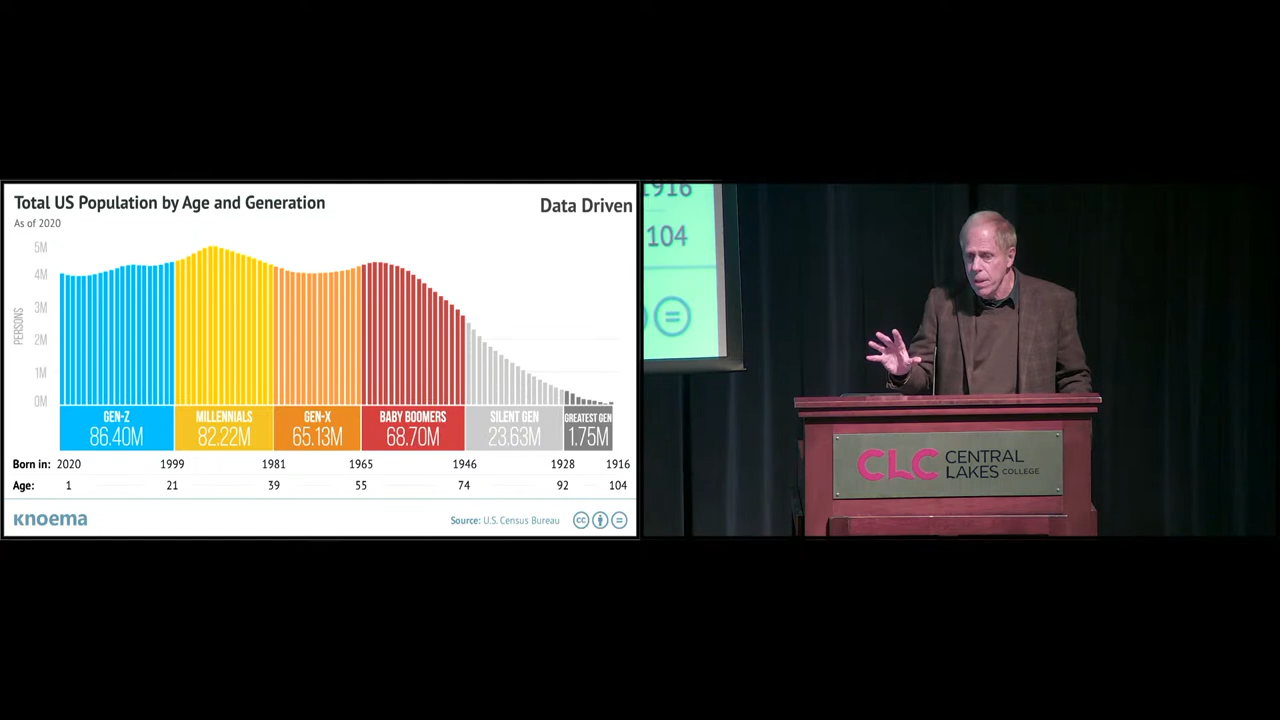 Total US Population by Age and Generation
Data Driven
As of 2020
5M
4M
3M
2M
1M
0M
PERSONS
GEN-Z MILLENNIALS GEN-X BABY BOOMERS SILENT GEN GREATEST GEN
86.40M 82.22M 65.13M 68.70M 23.63M 1.75M
Born in: 2020 1999 1981 1965 1946 1928 1916
Age: 1 21 39 55 74 92 104
knoema
Source: U.S. Census Bureau
1916
104
CLC CENTRAL
LAKES COLLEGE